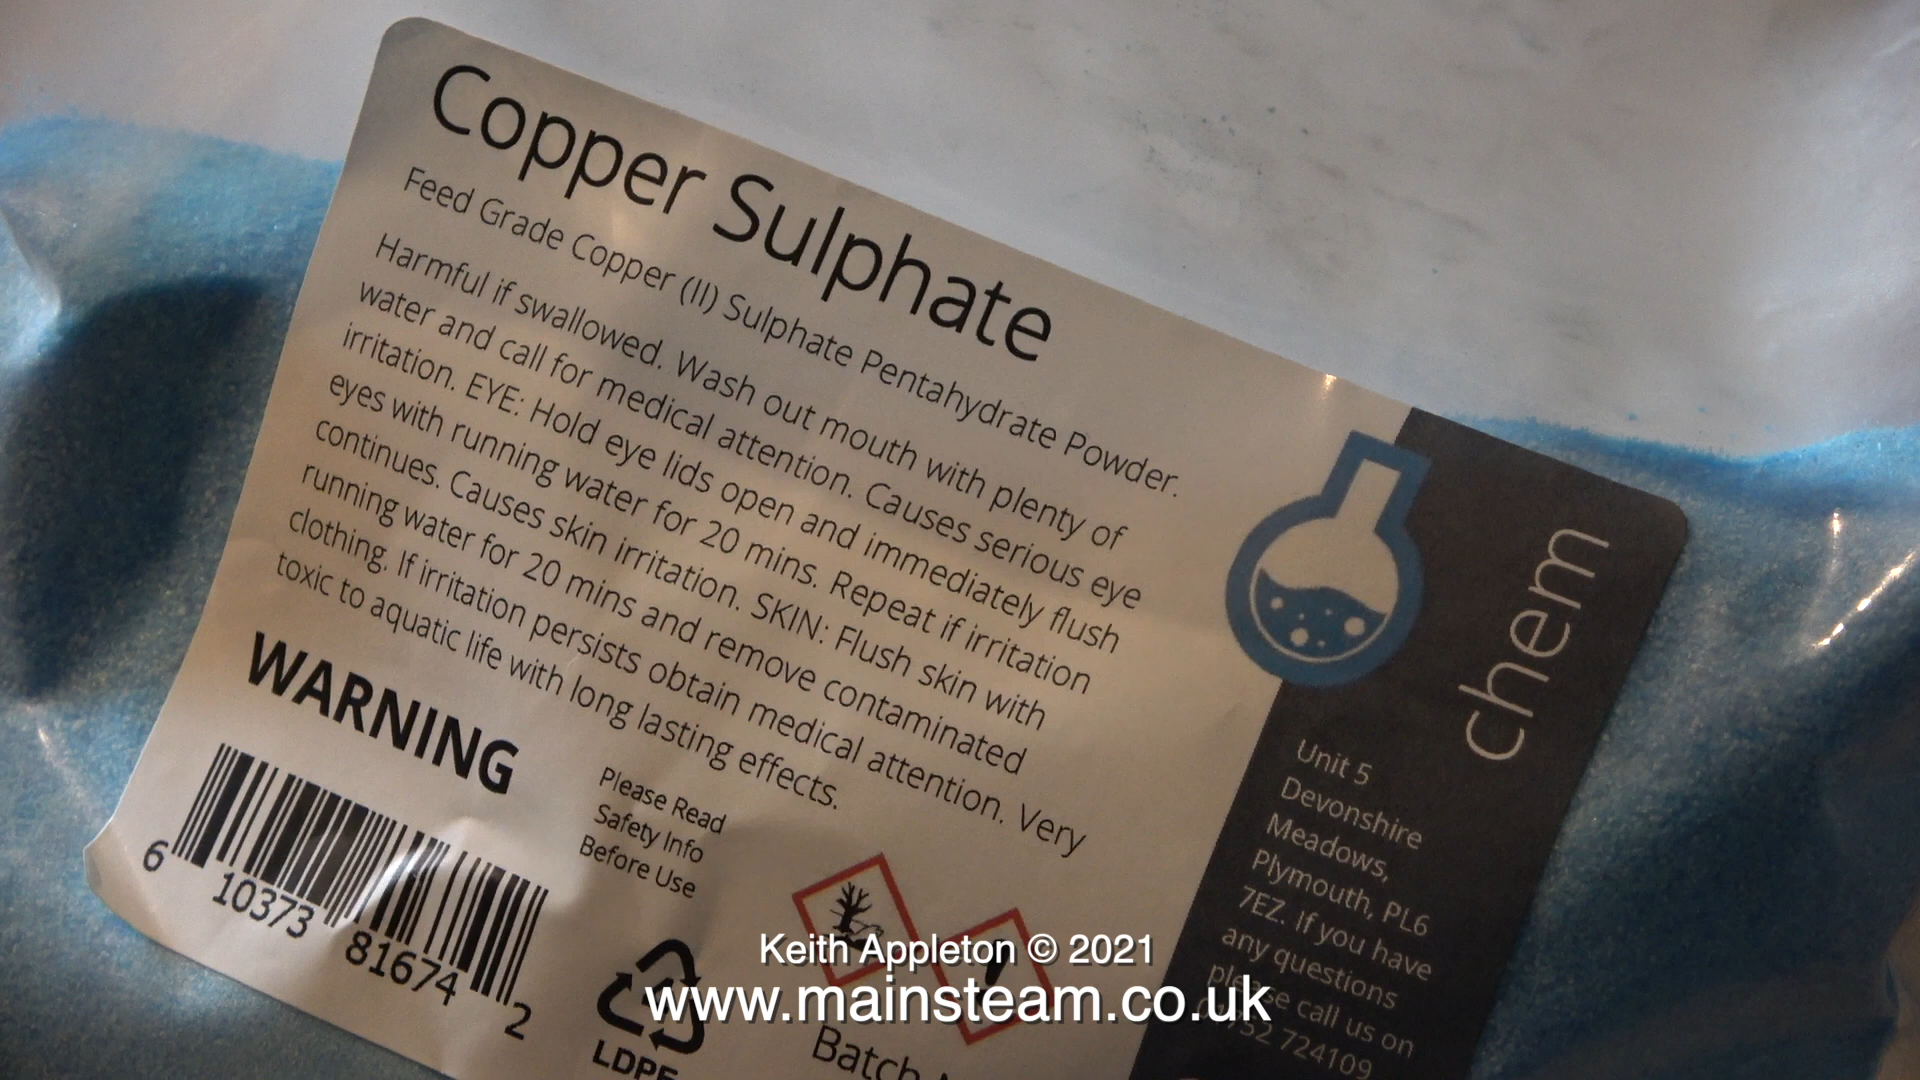 Copper Sulphate
Feed Grade Copper (II) Sulphate Pentahydrate Powder.
Harmful if swallowed. Wash out mouth with plenty of
water and call for medical attention. Causes serious eye
irritation. EYE: Hold eye lids open and immediately flush
eyes with running water for 20 mins. Repeat if irritation
continues. Causes skin irritation. SKIN: Flush skin with
running water for 20 mins and remove contaminated
clothing. If irritation persists obtain medical attention. Very
toxic to aquatic life with long lasting effects.
WARNING
Please Read
Safety Info
Before Use
6 10373 81674 2
LDPE
Batch
chem
Unit 5
Devonshire
Meadows,
Plymouth, PL6
7EZ. If you have
any questions
please call us on
724109
Keith Appleton © 2021
www.mainsteam.co.uk